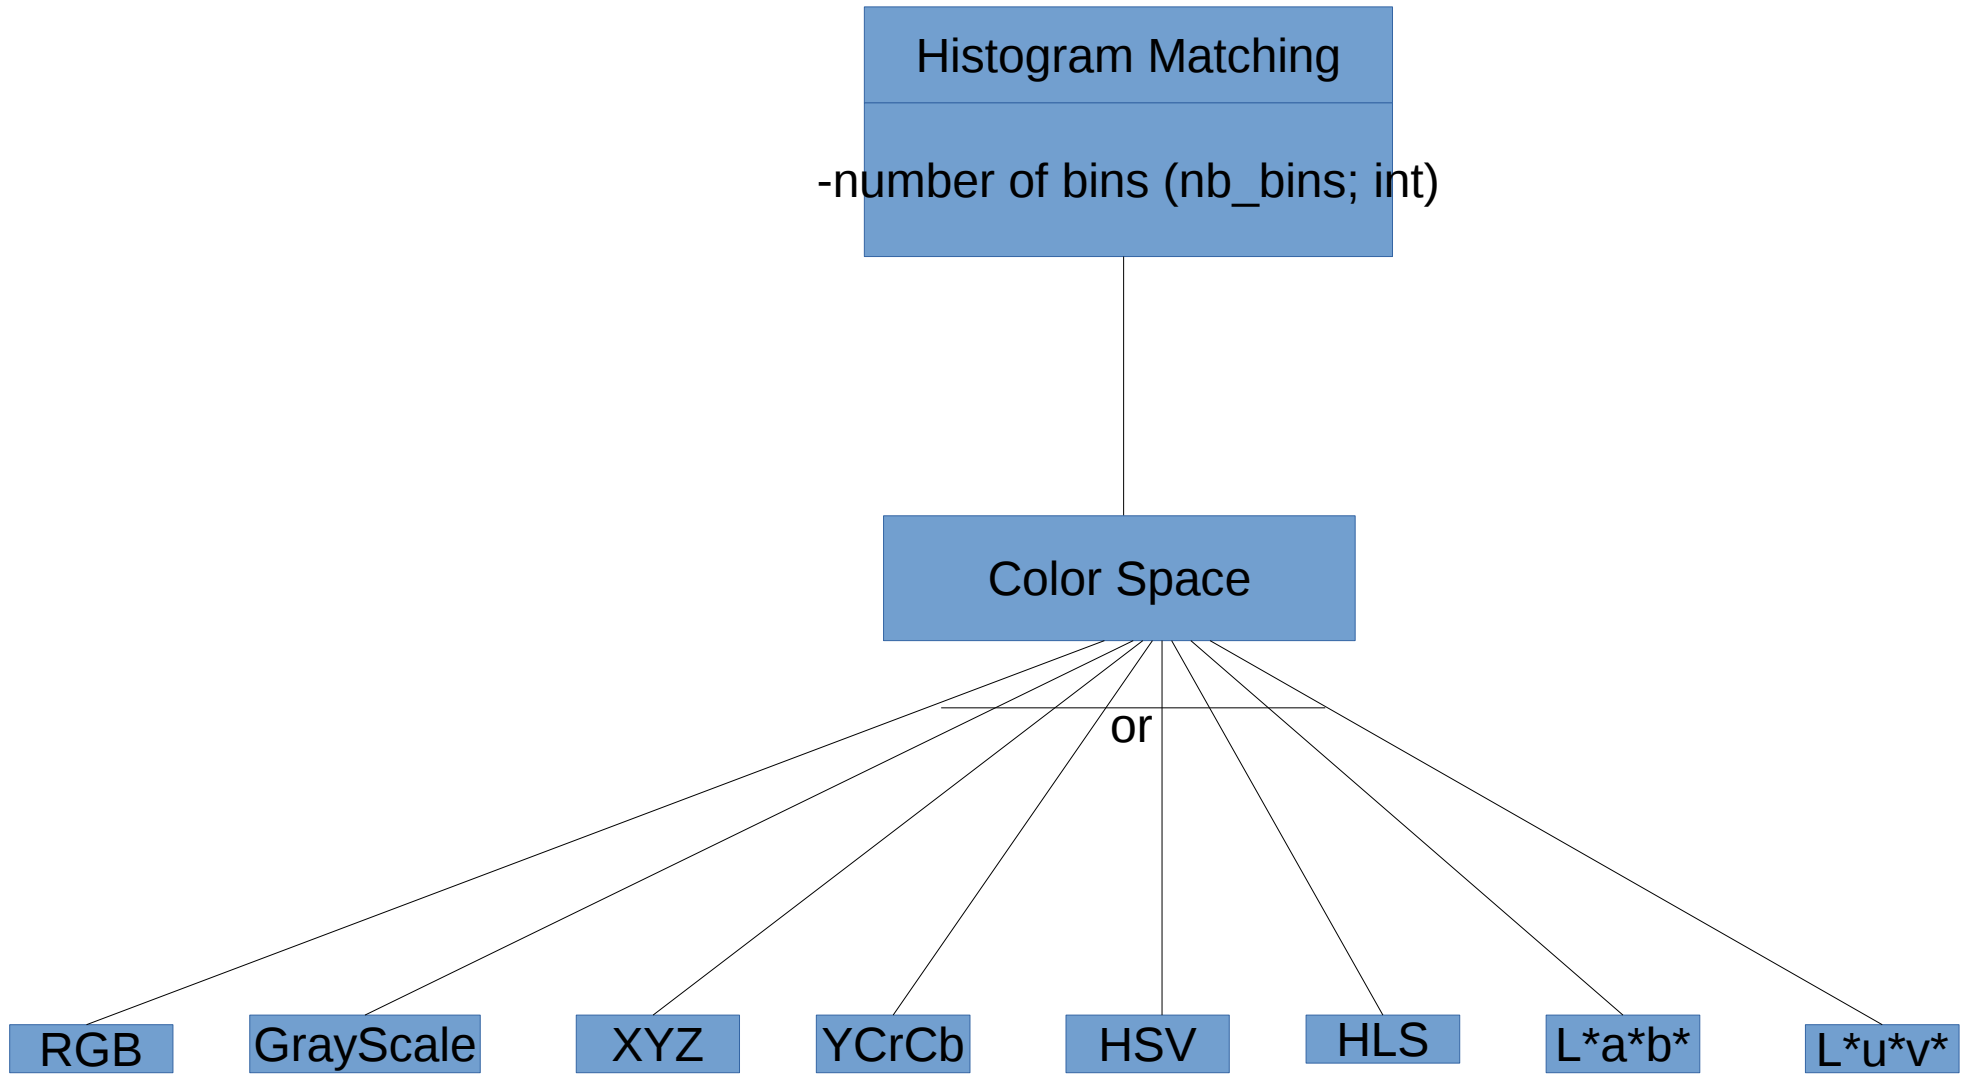 Histogram Matching
-number of bins (nb_bins; int)
Color Space
or
RGB
GrayScale
XYZ
YCrCb
HSV
HLS
L*a*b*
L*u*v*